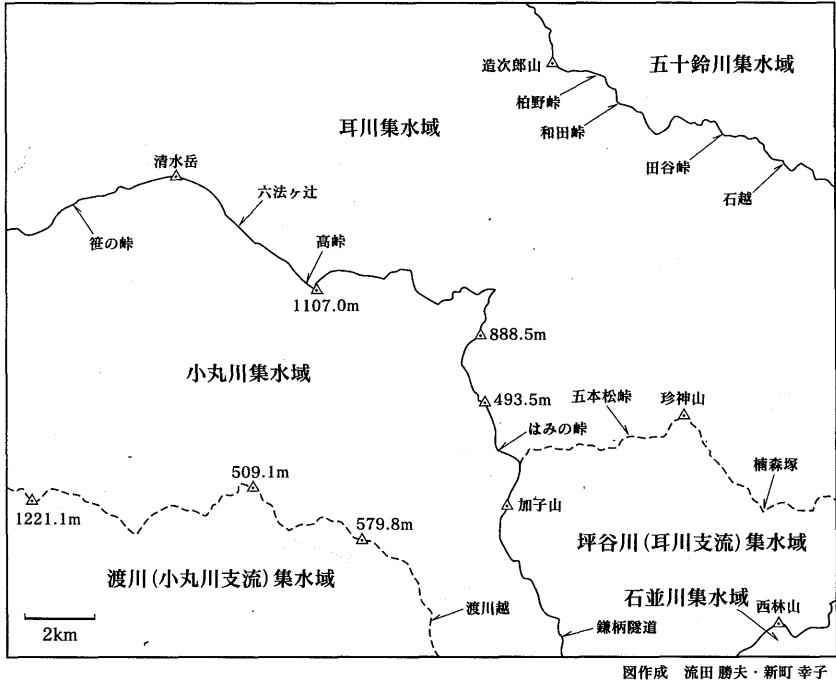 造次郎山
五十鈴川集水域
柏野峠
和田峠
耳川集水域
田谷峠
石越
清水岳
六法ヶ辻
笹の峠
高峠
1107.0m
888.5m
小丸川集水域
493.5m
五本松峠
珍神山
はみの峠
楠森塚
509.1m
1221.1m
加子山
579.8m
坪谷川(耳川支流)集水域
渡川(小丸川支流)集水域
石並川集水域
西林山
渡川越
鎌柄隧道
2km
図作成 流田 勝夫・新町 幸子